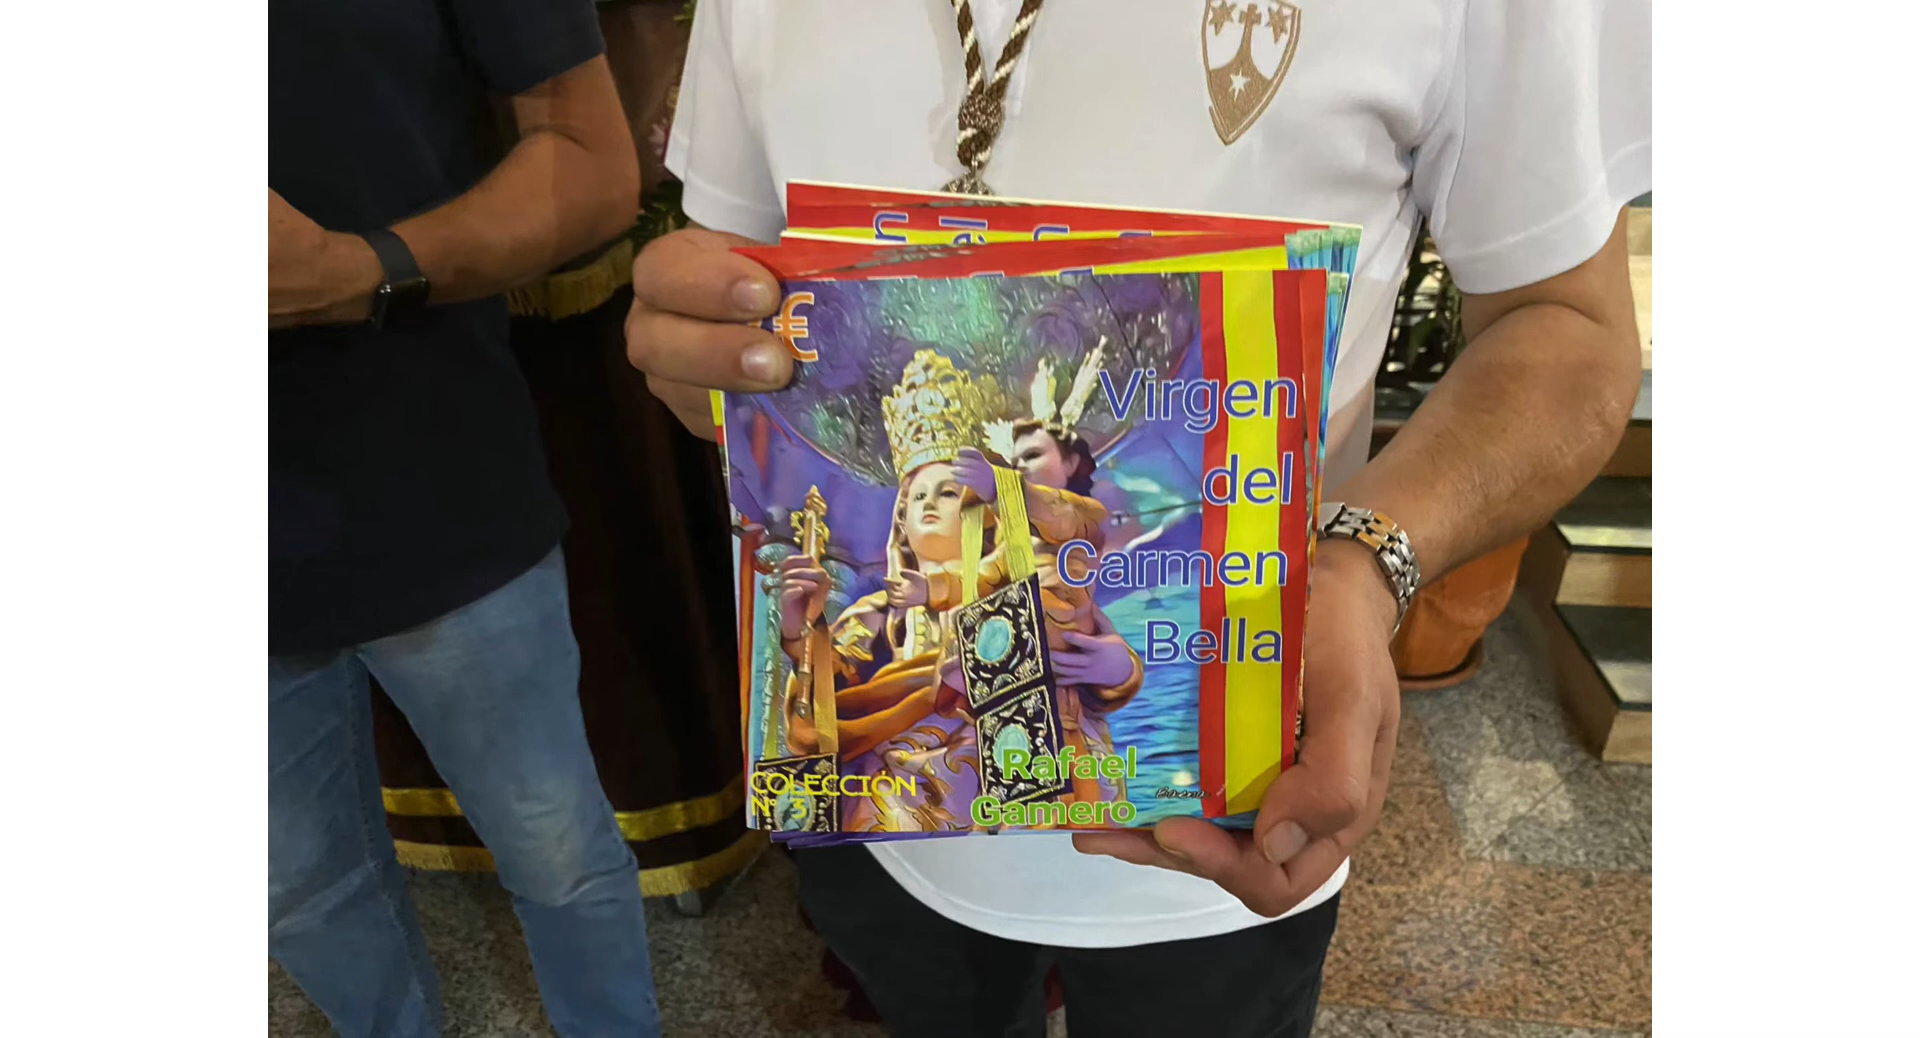 €
Virgen
del
Carmen
Bella
Rafael
Gamero
COLECCIÓN
Nº 3